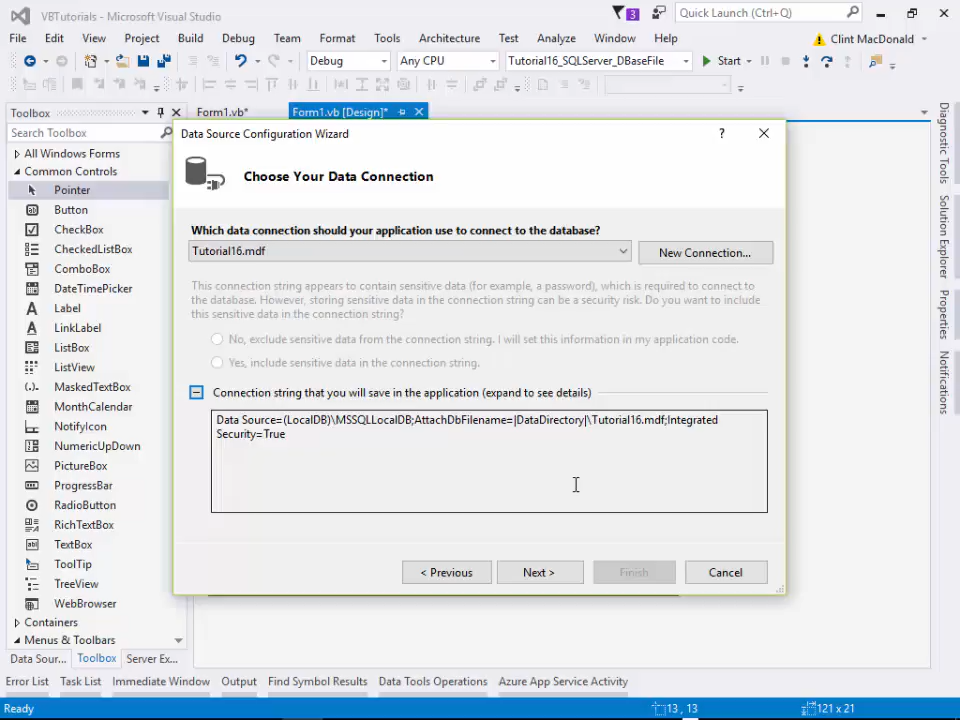 VBTutorials - Microsoft Visual Studio
3
Quick Launch (Ctrl+Q)
File Edit View Project Build Debug Team Format Tools Architecture Test Analyze Window Help
Clint MacDonald
Debug Any CPU Tutorial16_SQLServer_DBaseFile Start
Toolbox
Form1.vb* Form1.vb [Design]*
Search Toolbox
All Windows Forms
Common Controls
Pointer
Button
CheckBox
CheckedListBox
ComboBox
DateTimePicker
Label
LinkLabel
ListBox
ListView
MaskedTextBox
MonthCalendar
NotifyIcon
NumericUpDown
PictureBox
ProgressBar
RadioButton
RichTextBox
TextBox
ToolTip
TreeView
WebBrowser
Containers
Menus & Toolbars
Data Sour... Toolbox Server Ex...
Data Source Configuration Wizard
?
Choose Your Data Connection
Which data connection should your application use to connect to the database?
Tutorial16.mdf
New Connection...
This connection string appears to contain sensitive data (for example, a password), which is required to connect to
the database. However, storing sensitive data in the connection string can be a security risk. Do you want to include
this sensitive data in the connection string?
No, exclude sensitive data from the connection string. I will set this information in my application code.
Yes, include sensitive data in the connection string.
Connection string that you will save in the application (expand to see details)
Data Source=(LocalDB)\MSSQLLocalDB;AttachDbFilename=|DataDirectory|\Tutorial16.mdf;Integrated
Security=True
< Previous
Next >
Finish
Cancel
Diagnostic Tools
Solution Explorer
Properties
Notifications
Error List Task List Immediate Window Output Find Symbol Results Data Tools Operations Azure App Service Activity
Ready
13 , 13
121 x 21